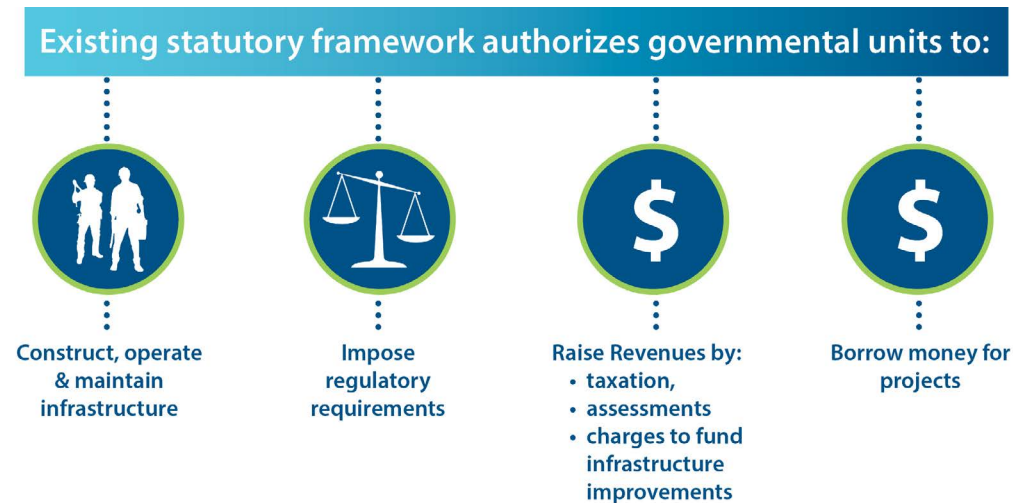 Existing statutory framework authorizes governmental units to:
$
$
Construct, operate
& maintain
infrastructure
Impose
regulatory
requirements
Raise Revenues by:
• taxation,
• assessments
• charges to fund
infrastructure
improvements
Borrow money for
projects